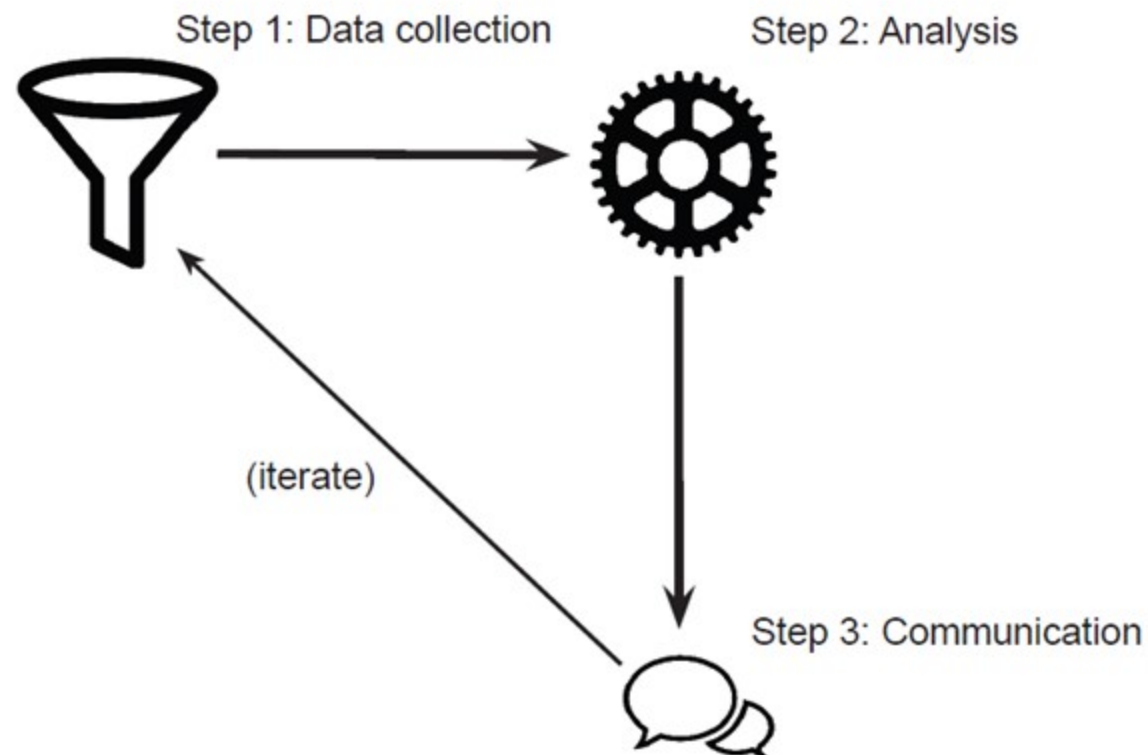 Step 1: Data collection
Step 2: Analysis
(iterate)
Step 3: Communication